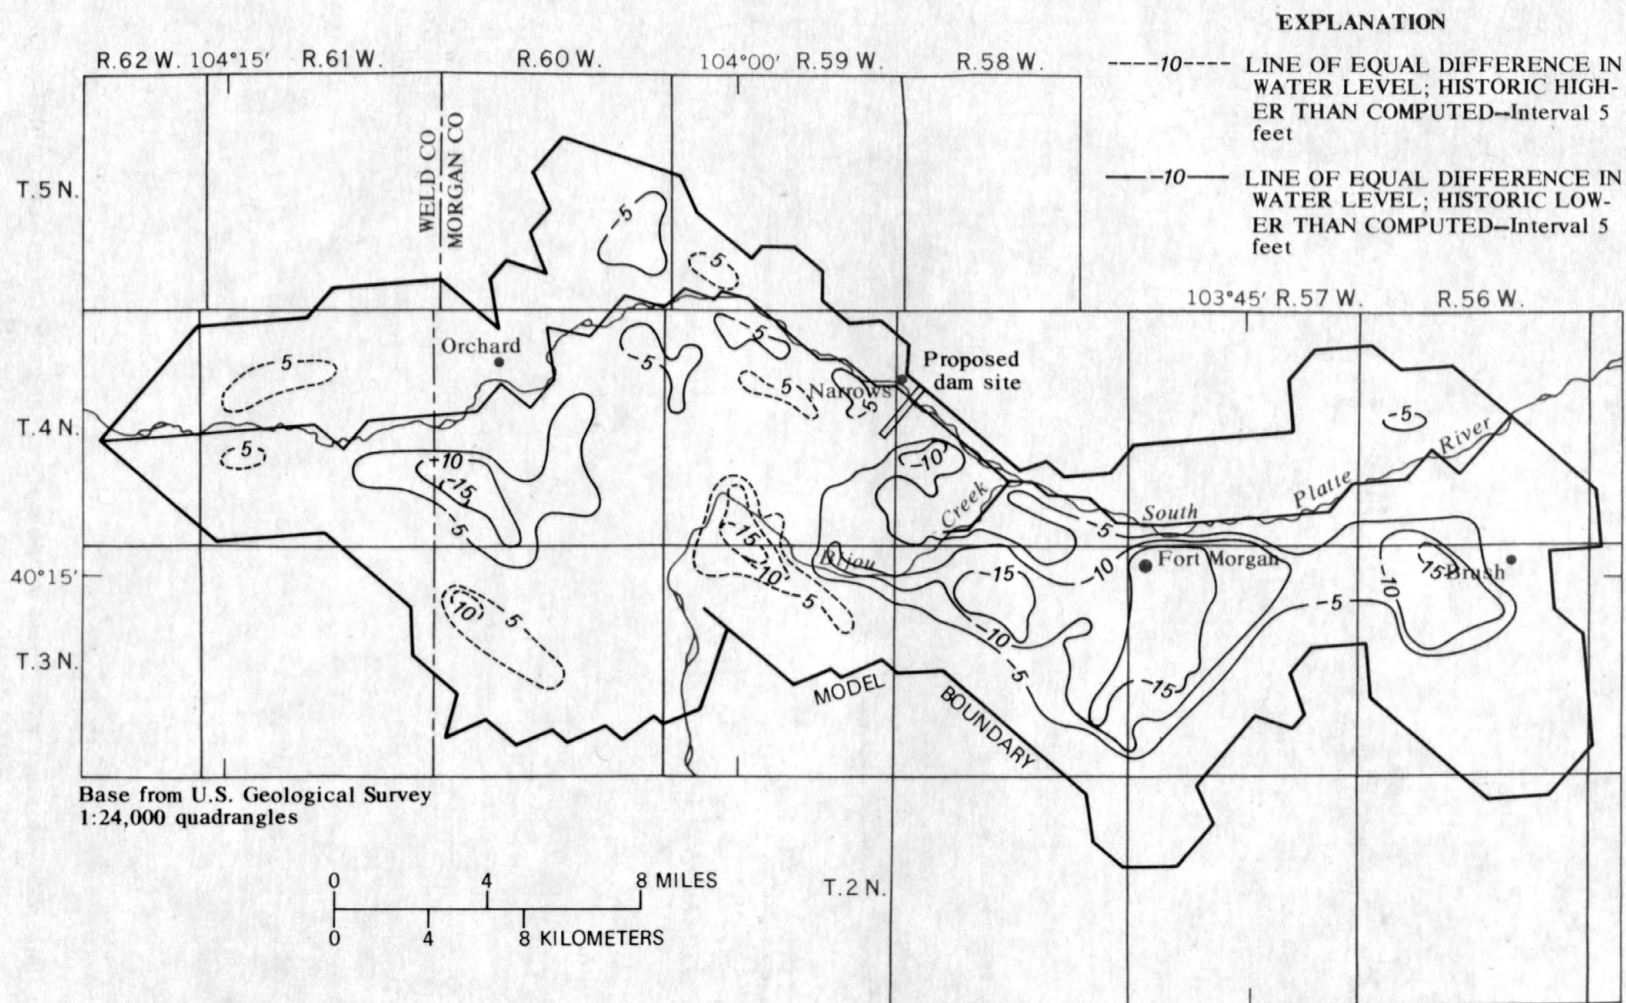 EXPLANATION
---10--- LINE OF EQUAL DIFFERENCE IN
WATER LEVEL; HISTORIC HIGH-
ER THAN COMPUTED—Interval 5
feet
— -10 — LINE OF EQUAL DIFFERENCE IN
WATER LEVEL; HISTORIC LOW-
ER THAN COMPUTED—Interval 5
feet
R.62 W. 104°15′ R.61 W. R.60 W. 104°00′ R.59 W. R.58 W.
WELD CO
MORGAN CO
T.5 N.
-5
5
103°45′ R.57 W. R.56 W.
Orchard
-5
-5
Proposed
dam site
5
5
Narrows
-5
-5
T.4 N.
5
River
+10
-10
-15
Platte
Creek
South
-5
-5
15
Bijou
Fort Morgan
-15
-10
-15
Brush
40°15′
10
-10
10
5
5
-5
-10
T.3 N.
-5
-15
MODEL
BOUNDARY
Base from U.S. Geological Survey
1:24,000 quadrangles
0 4 8 MILES
T.2 N.
0 4 8 KILOMETERS